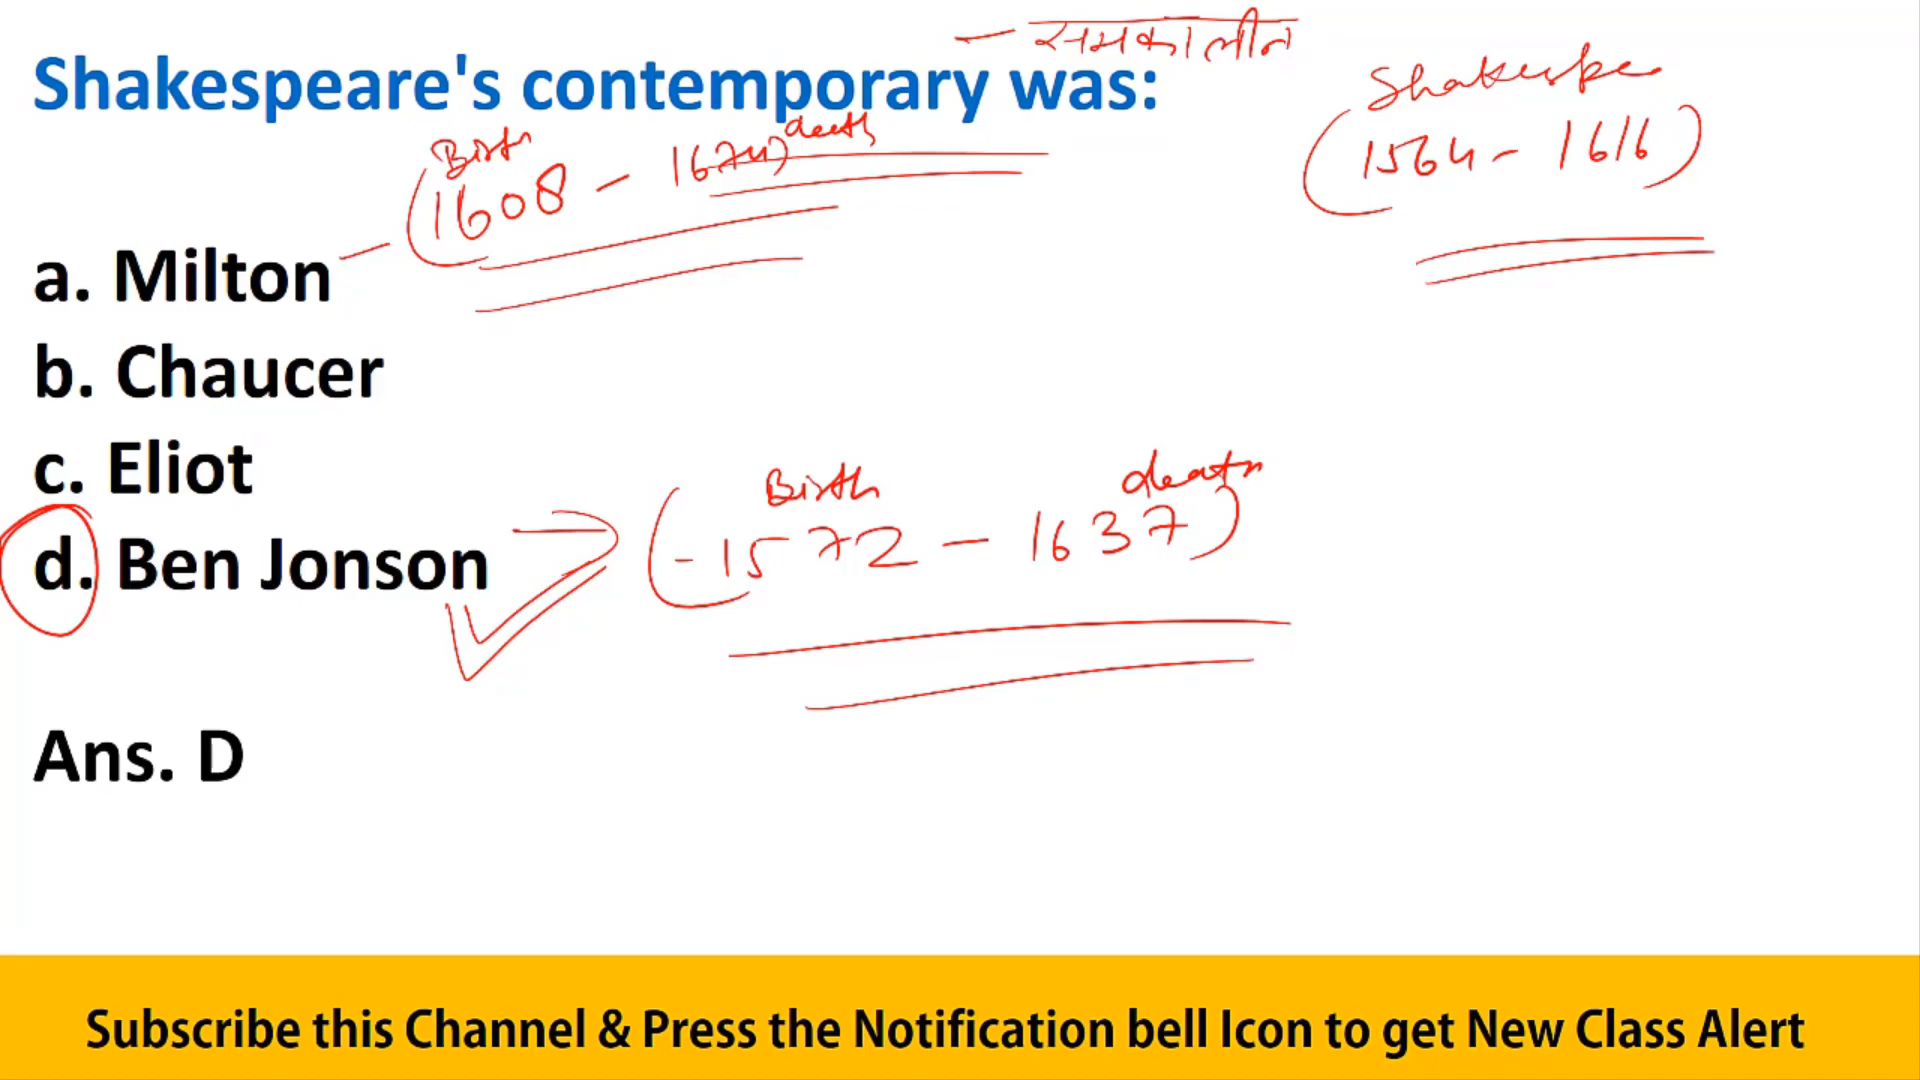 - समकालीन
Shakespeare's contemporary was:
Shakespe
(1564 - 1616)
Birth death
(1608 - 1674)
a. Milton
b. Chaucer
c. Eliot
Birth death
d. Ben Jonson (-1572 - 1637)
Ans. D
Subscribe this Channel & Press the Notification bell Icon to get New Class Alert